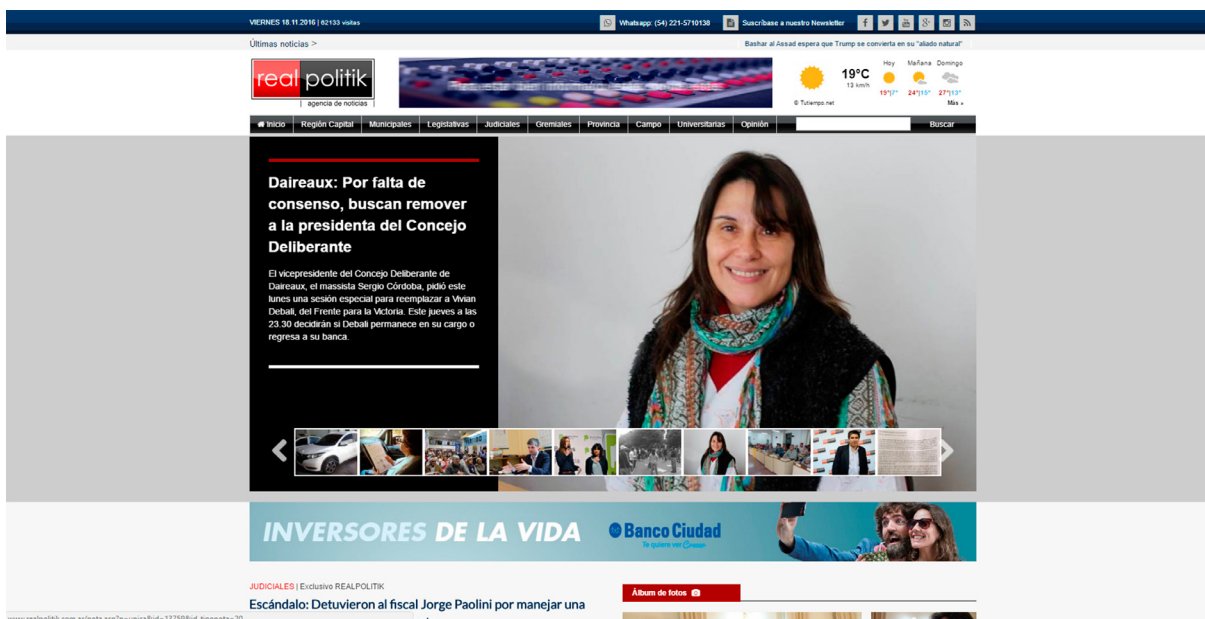 VIERNES 18.11.2016 | 62133 visitas
Whatsapp: (54) 221-5710138
Suscríbase a nuestro Newsletter
Últimas noticias >
Bashar al Assad espera que Trump se convierta en su "aliado natural"
real politik
agencia de noticias
19°C
13 km/h
Hoy Mañana Domingo
19°|7° 24°|15° 27°|13°
© Tutiempo.net
Más »
Inicio Región Capital Municipales Legislativas Judiciales Gremiales Provincia Campo Universitarias Opinión Buscar
Daireaux: Por falta de
consenso, buscan remover
a la presidenta del Concejo
Deliberante
El vicepresidente del Concejo Deliberante de
Daireaux, el massista Sergio Córdoba, pidió este
lunes una sesión especial para reemplazar a Vivian
Debali, del Frente para la Victoria. Este jueves a las
23.30 decidirán si Debali permanece en su cargo o
regresa a su banca.
INVERSORES DE LA VIDA
Banco Ciudad
Te quiere ver Crecer
JUDICIALES | Exclusivo REALPOLITIK
Escándalo: Detuvieron al fiscal Jorge Paolini por manejar una
Álbum de fotos